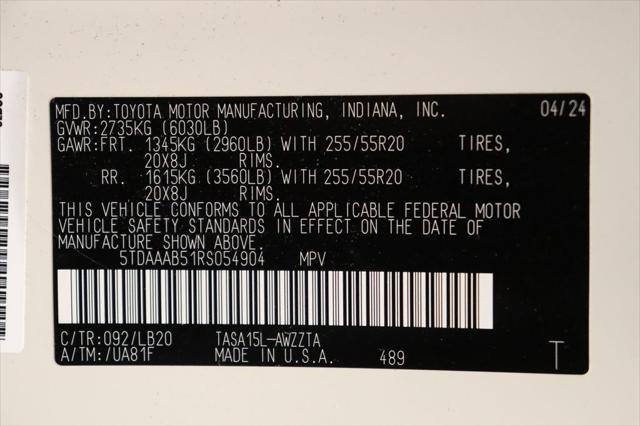 MFD.BY:TOYOTA MOTOR MANUFACTURING, INDIANA, INC. 04/24
GVWR:2735KG (6030LB)
GAWR:FRT. 1345KG (2960LB) WITH 255/55R20 TIRES,
20X8J RIMS.
RR. 1615KG (3560LB) WITH 255/55R20 TIRES,
20X8J RIMS.
THIS VEHICLE CONFORMS TO ALL APPLICABLE FEDERAL MOTOR
VEHICLE SAFETY STANDARDS IN EFFECT ON THE DATE OF
MANUFACTURE SHOWN ABOVE.
5TDAAAB51RS054904 MPV
C/TR:092/LB20 TASA15L-AWZZTA
A/TM:/UA81F MADE IN U.S.A. 489 T